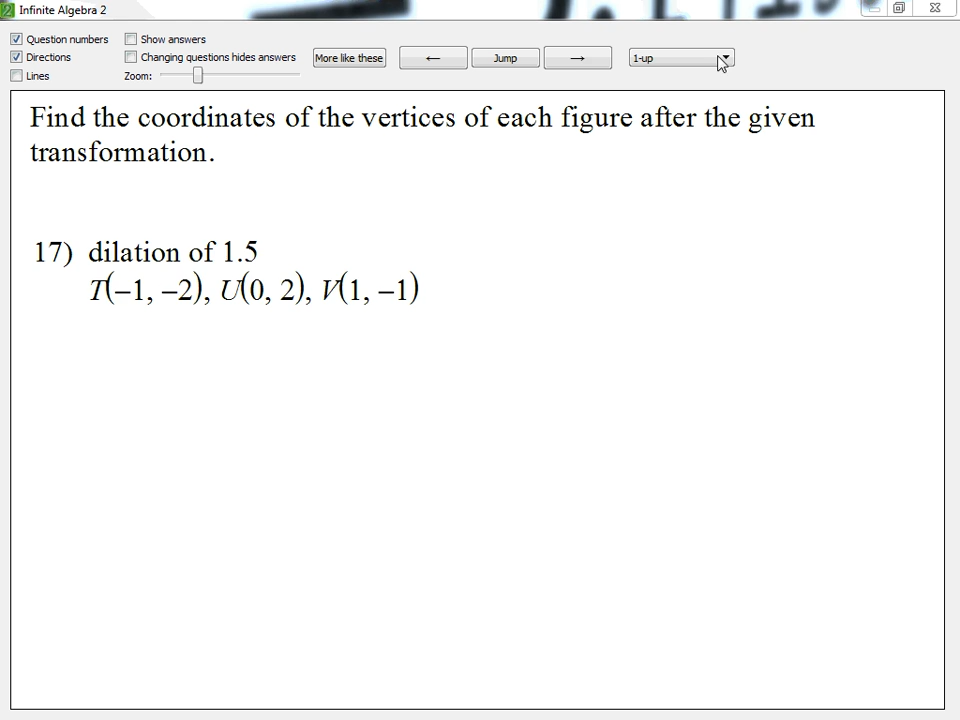 Infinite Algebra 2
Question numbers Show answers
Directions Changing questions hides answers More like these ← Jump → 1-up
Lines Zoom:
Find the coordinates of the vertices of each figure after the given
transformation.
17) dilation of 1.5
T(–1, –2), U(0, 2), V(1, –1)